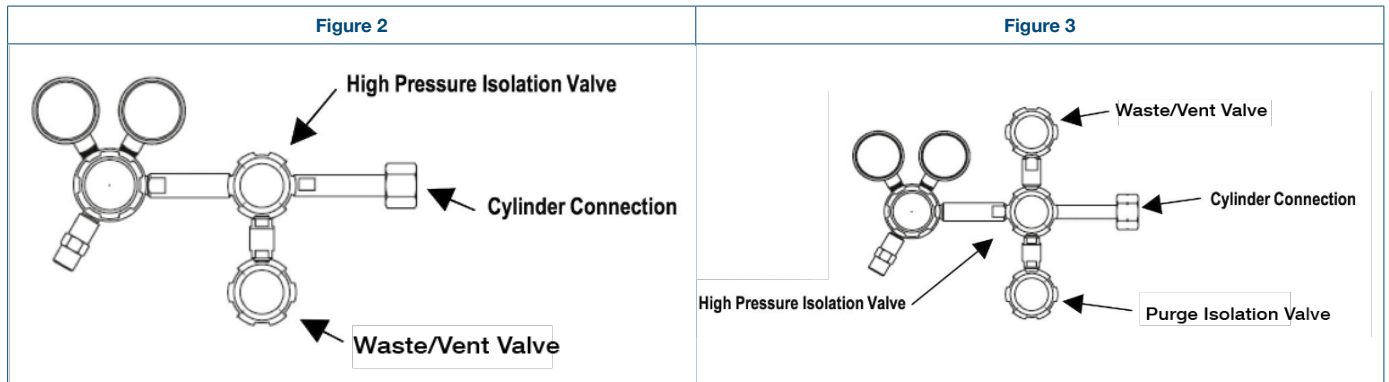 Figure 2
Figure 3
High Pressure Isolation Valve
Cylinder Connection
Waste/Vent Valve
Waste/Vent Valve
Cylinder Connection
High Pressure Isolation Valve
Purge Isolation Valve